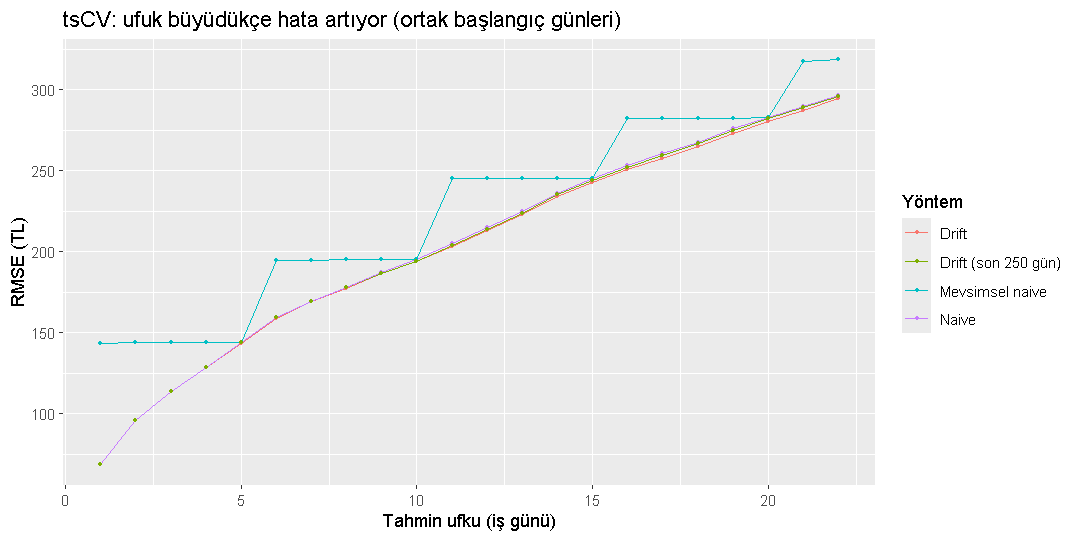 tsCV: ufuk büyüdükçe hata artıyor (ortak başlangıç günleri)
RMSE (TL)
300
250
200
150
100
0
5
10
15
20
Tahmin ufku (iş günü)
Yöntem
Drift
Drift (son 250 gün)
Mevsimsel naive
Naive